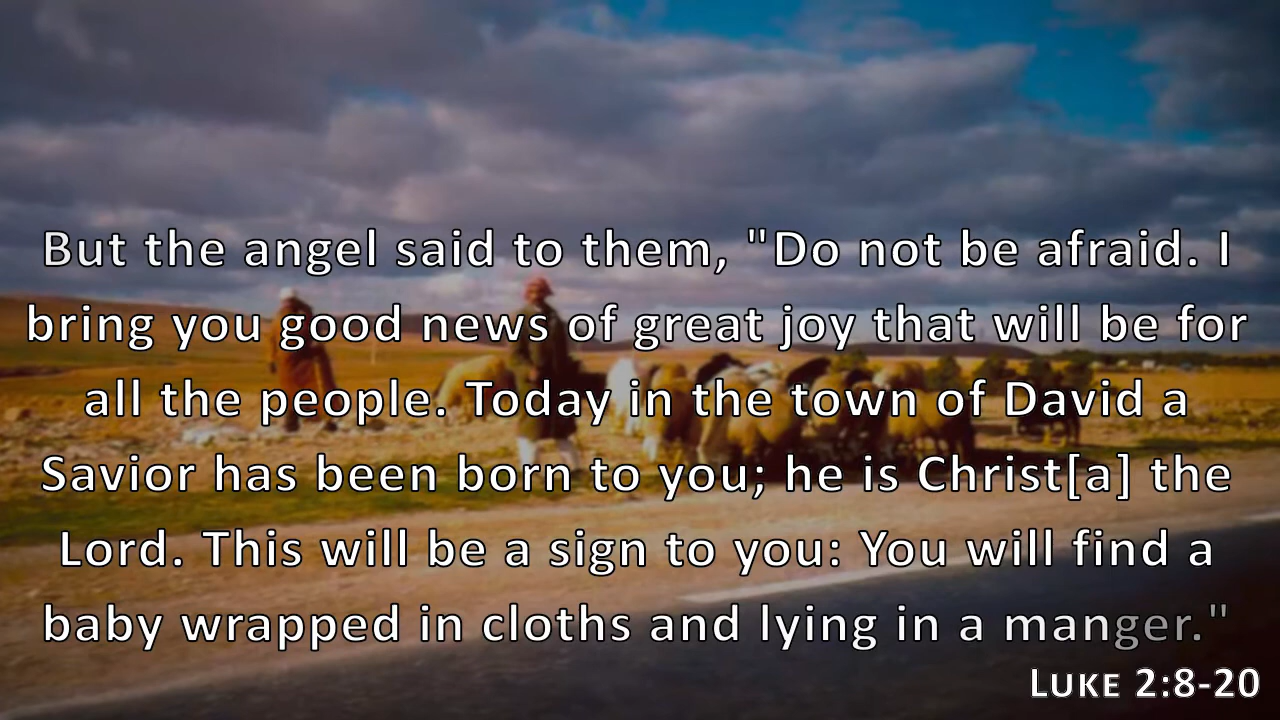 But the angel said to them, "Do not be afraid. I
bring you good news of great joy that will be for
all the people. Today in the town of David a
Savior has been born to you; he is Christ[a] the
Lord. This will be a sign to you: You will find a
baby wrapped in cloths and lying in a manger."
Luke 2:8-20